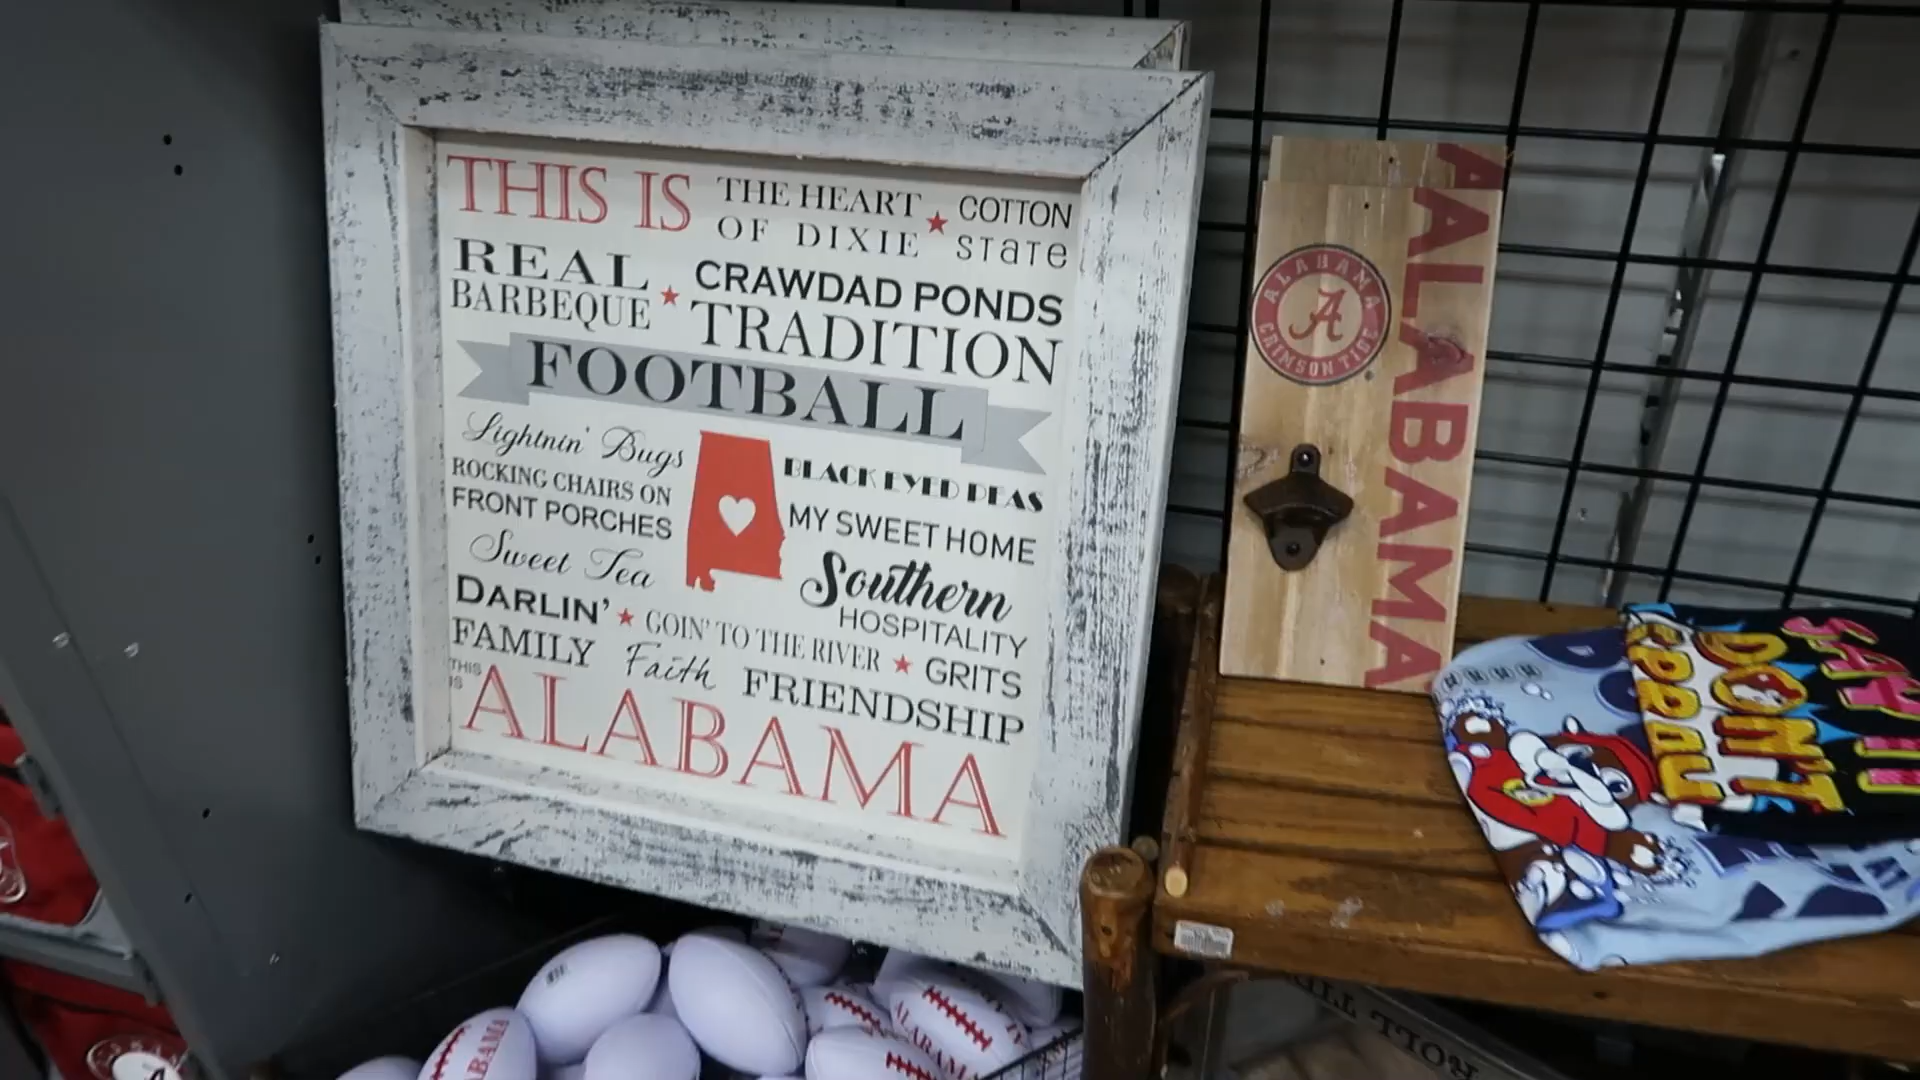 THIS IS
THE HEART
OF DIXIE
COTTON
STATE
REAL
BARBEQUE
CRAWDAD PONDS
TRADITION
FOOTBALL
Lightnin' Bugs
ROCKING CHAIRS ON
FRONT PORCHES
Sweet Tea
BLACK EYED PEAS
MY SWEET HOME
Southern
HOSPITALITY
DARLIN'
GOIN' TO THE RIVER
GRITS
FAMILY
Faith
FRIENDSHIP
THIS
IS
ALABAMA
ALABAMA
A
CRIMSON TIDE
ALABAMA
DON'T
ALABAMA
ROLL